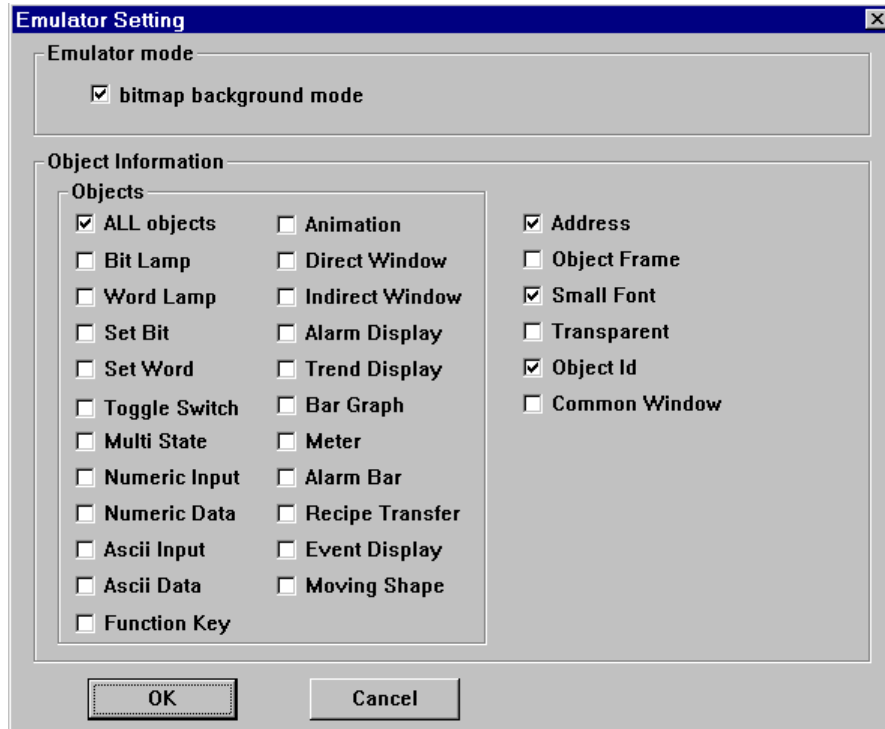 Emulator Setting
Emulator mode
bitmap background mode
Object Information
Objects
ALL objects
Bit Lamp
Word Lamp
Set Bit
Set Word
Toggle Switch
Multi State
Numeric Input
Numeric Data
Ascii Input
Ascii Data
Function Key
Animation
Direct Window
Indirect Window
Alarm Display
Trend Display
Bar Graph
Meter
Alarm Bar
Recipe Transfer
Event Display
Moving Shape
Address
Object Frame
Small Font
Transparent
Object Id
Common Window
OK
Cancel